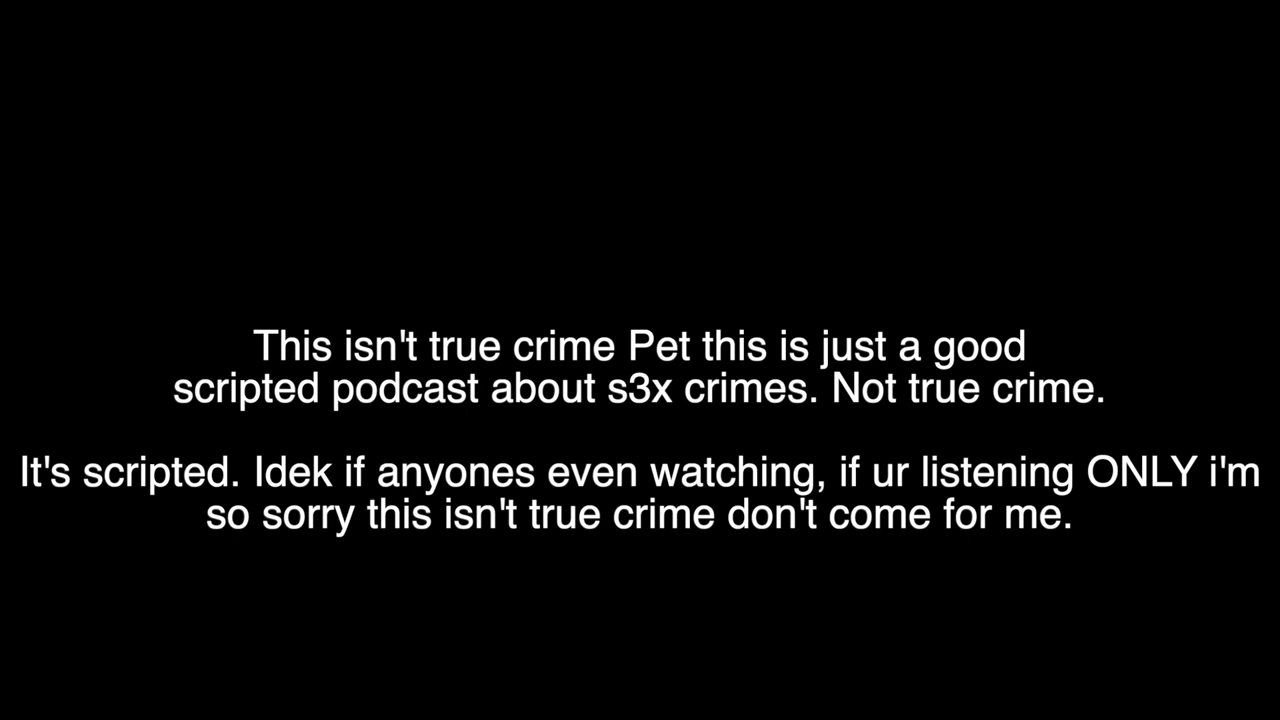 This isn't true crime Pet this is just a good
scripted podcast about s3x crimes. Not true crime.
It's scripted. Idek if anyones even watching, if ur listening ONLY i'm
so sorry this isn't true crime don't come for me.